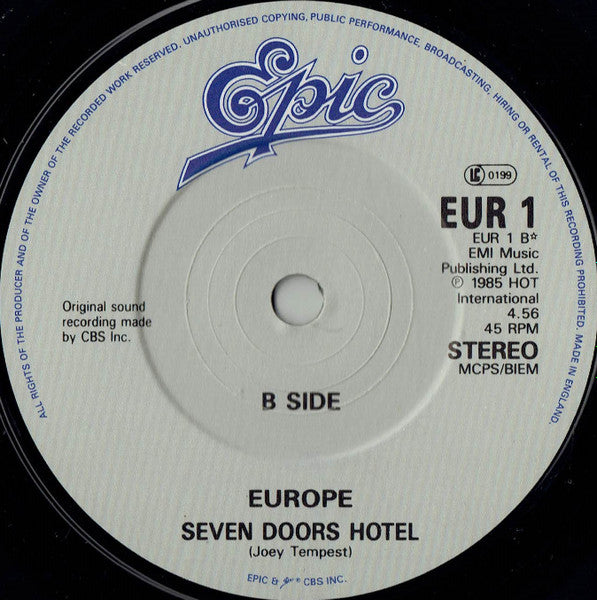 ALL RIGHTS OF THE PRODUCER AND OF THE OWNER OF THE RECORDED WORK RESERVED. UNAUTHORISED COPYING, PUBLIC PERFORMANCE, BROADCASTING, HIRING OR RENTAL OF THIS RECORDING PROHIBITED. MADE IN ENGLAND.
Epic
LC 0199
EUR 1
EUR 1 B☆
EMI Music
Publishing Ltd.
℗ 1985 HOT
International
4.56
45 RPM
STEREO
MCPS/BIEM
Original sound
recording made
by CBS Inc.
B SIDE
EUROPE
SEVEN DOORS HOTEL
(Joey Tempest)
EPIC & ® CBS INC.